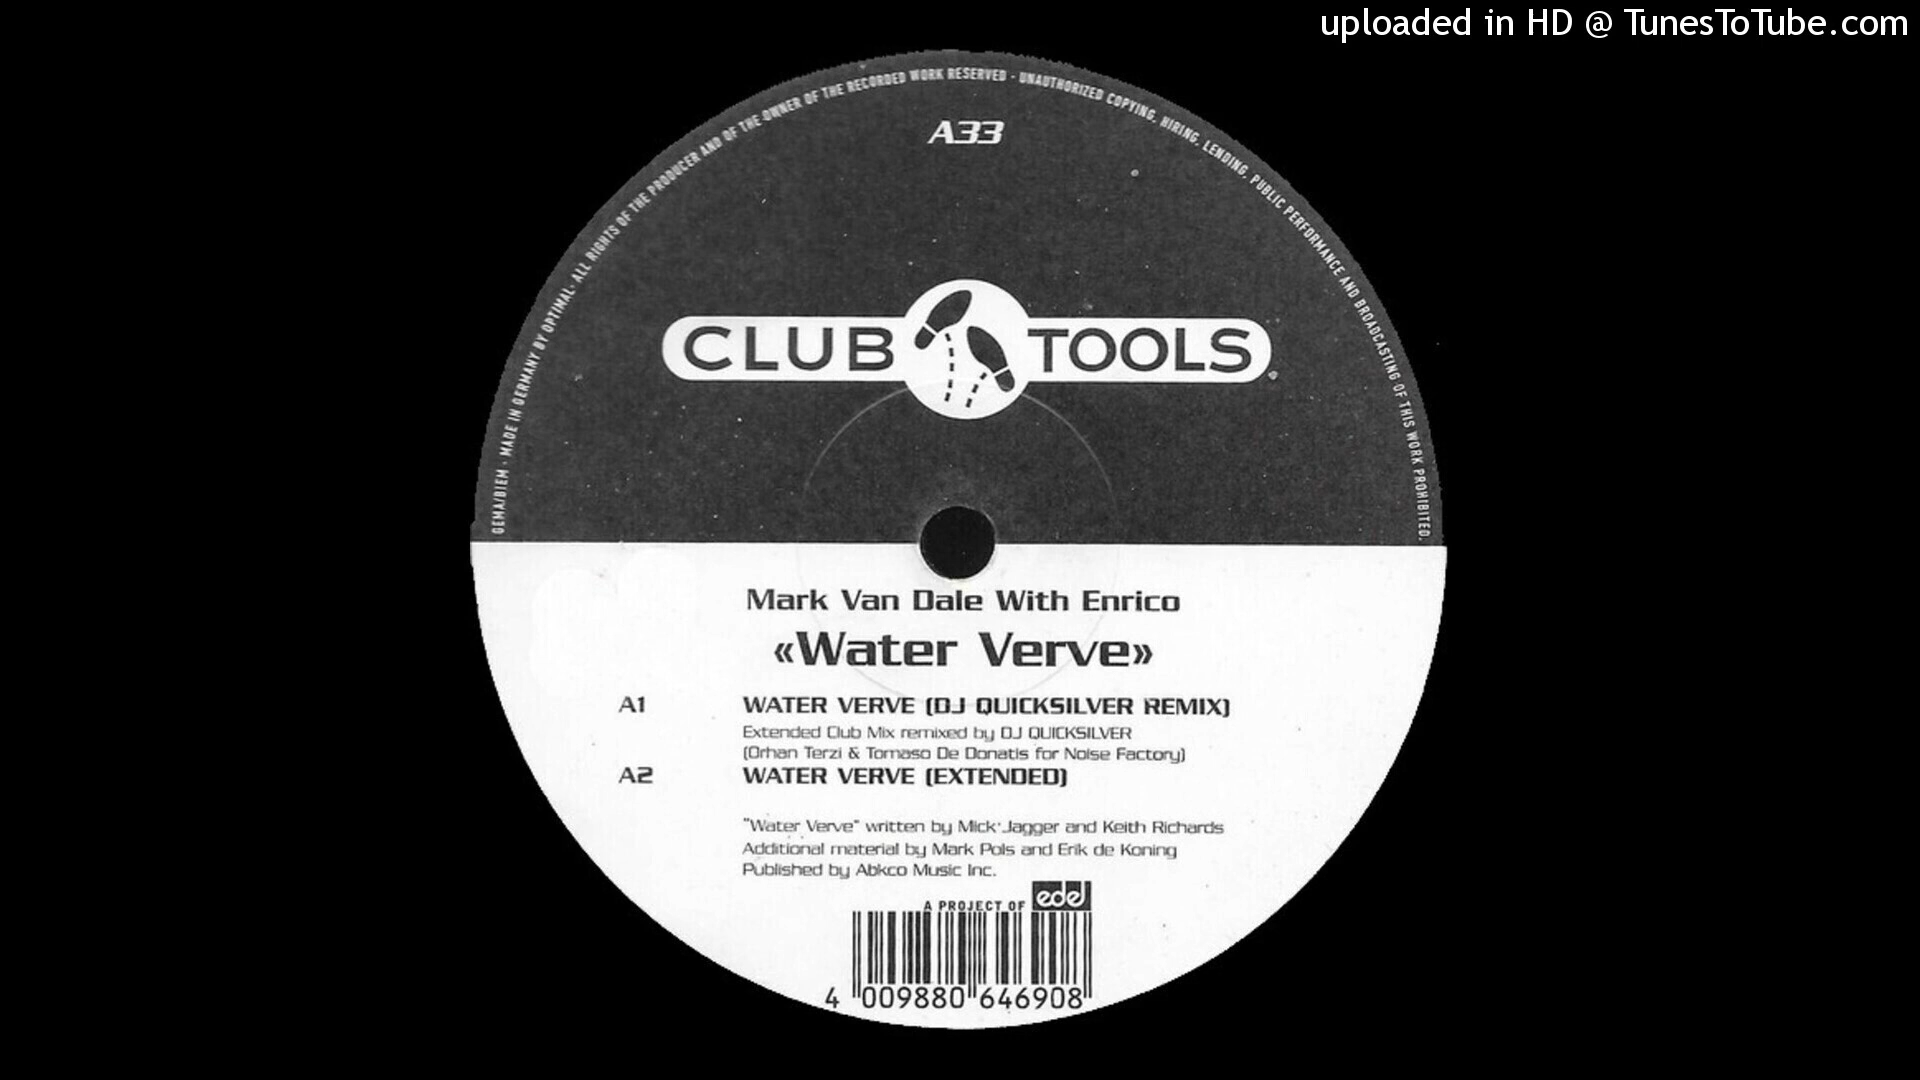 uploaded in HD @ TunesToTube.com
GEMA/BIEM - MADE IN GERMANY BY OPTIMAL- ALL RIGHTS OF THE PRODUCER AND OF THE OWNER OF THE RECORDED WORK RESERVED - UNAUTHORIZED COPYING, HIRING, LENDING, PUBLIC PERFORMANCE AND BROADCASTING OF THIS WORK PROHIBITED.
A33
CLUB TOOLS
Mark Van Dale With Enrico
«Water Verve»
A1 WATER VERVE (DJ QUICKSILVER REMIX)
Extended Club Mix remixed by DJ QUICKSILVER
(Orhan Terzi & Tomaso De Donatis for Noise Factory)
A2 WATER VERVE (EXTENDED)
"Water Verve" written by Mick Jagger and Keith Richards
Additional material by Mark Pols and Erik de Koning
Published by Abkco Music Inc.
A PROJECT OF edel
4 009880 646908